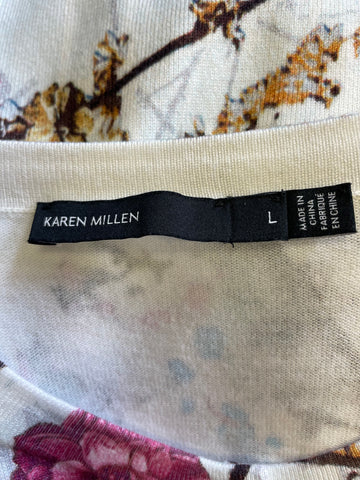 KAREN MILLEN
L
MADE IN
CHINA
FABRIQUÉ
EN CHINE